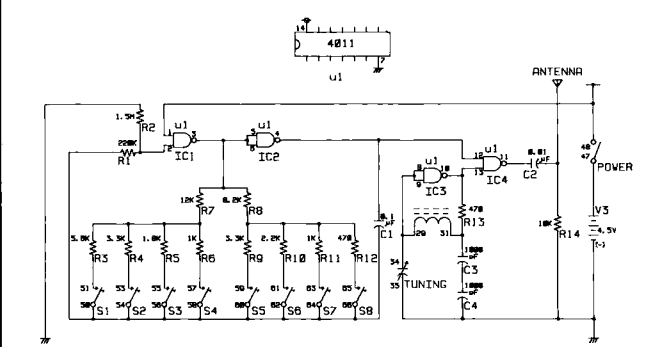 14
4011
7
u1
ANTENNA
1.5M
R2
220K
R1
u1
1
2
3
IC1
u1
5
6
4
IC2
u1
8
9
10
IC3
u1
12
13
11
IC4
0.01
µF
C2
48
47
POWER
12K
R7
8.2K
R8
0.1
µF
C1
470
R13
29
31
10K
R14
V3
4.5V
(-)
5.6K
R3
3.3K
R4
1.8K
R5
1K
R6
3.3K
R9
2.2K
R10
1K
R11
470
R12
34
35
TUNING
1000
pF
C3
1000
pF
C4
51
50
S1
53
54
S2
55
56
S3
57
58
S4
59
60
S5
61
62
S6
63
64
S7
65
66
S8